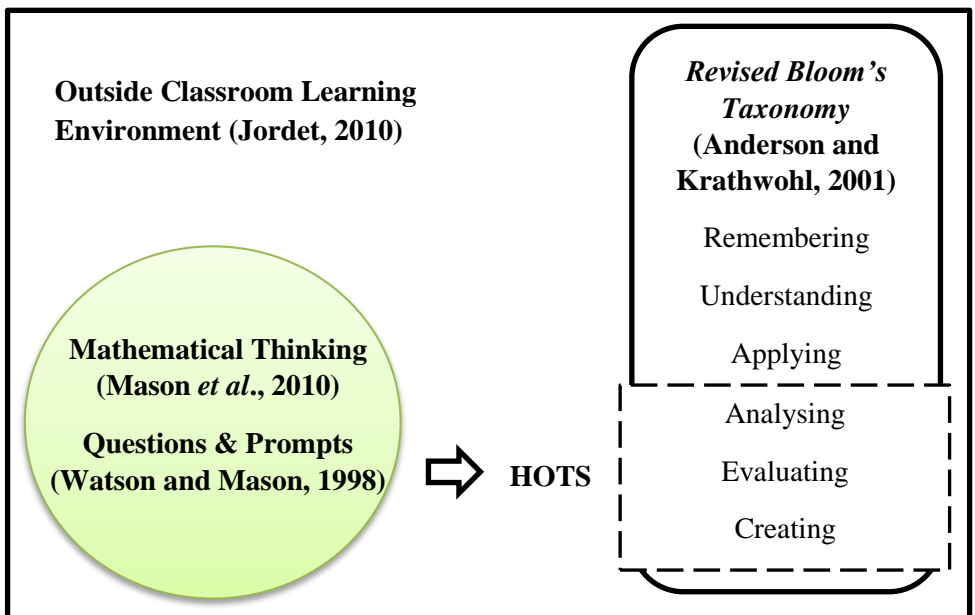 Outside Classroom Learning
Environment (Jordet, 2010)
Mathematical Thinking
(Mason et al., 2010)
Questions & Prompts
(Watson and Mason, 1998)
HOTS
Revised Bloom's
Taxonomy
(Anderson and
Krathwohl, 2001)
Remembering
Understanding
Applying
Analysing
Evaluating
Creating